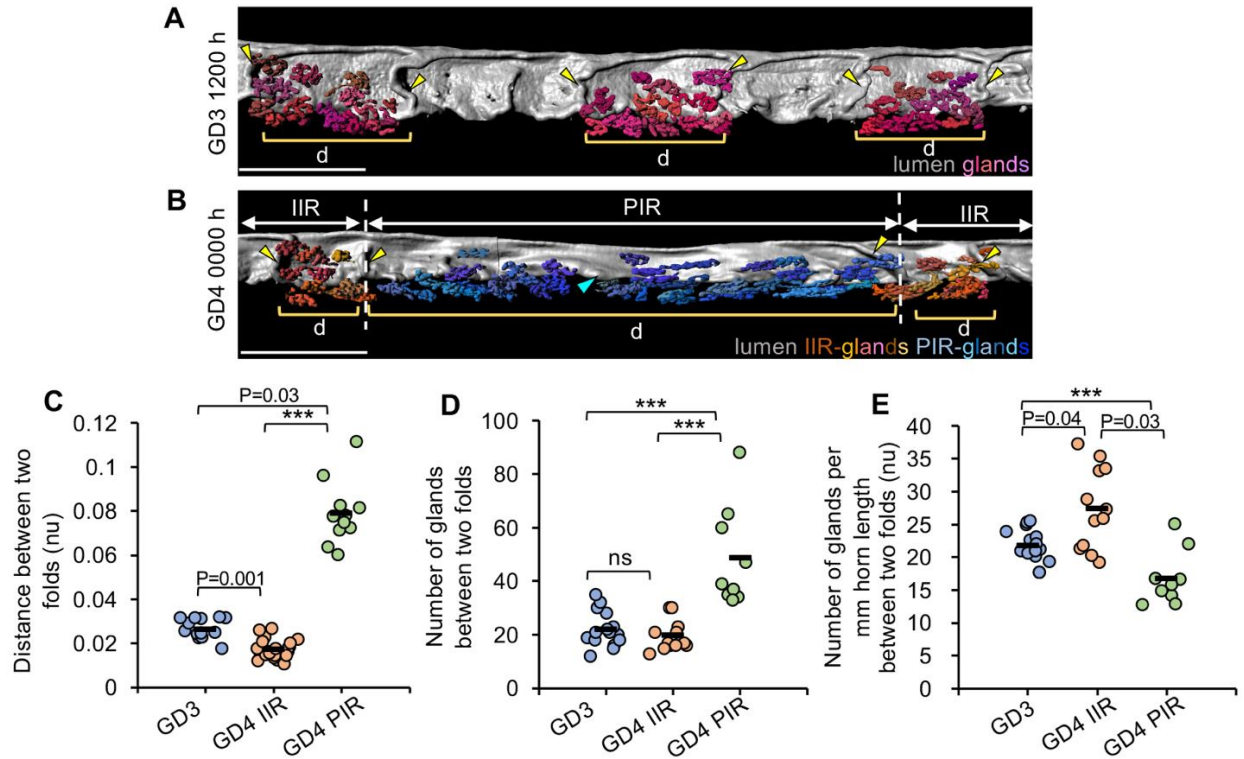 A
GD3 1200 h
d
d
d
lumen glands
B
GD4 0000 h
IIR
PIR
IIR
d
d
d
lumen IIR-glands PIR-glands
C
Distance between two
folds (nu)
0.12
0.1
0.08
0.06
0.04
0.02
0
P=0.03
***
P=0.001
GD3
GD4 IIR
GD4 PIR
D
Number of glands
between two folds
100
80
60
40
20
0
***
***
ns
GD3
GD4 IIR
GD4 PIR
E
Number of glands per
mm horn length
between two folds (nu)
40
35
30
25
20
15
10
5
0
***
P=0.04
P=0.03
GD3
GD4 IIR
GD4 PIR